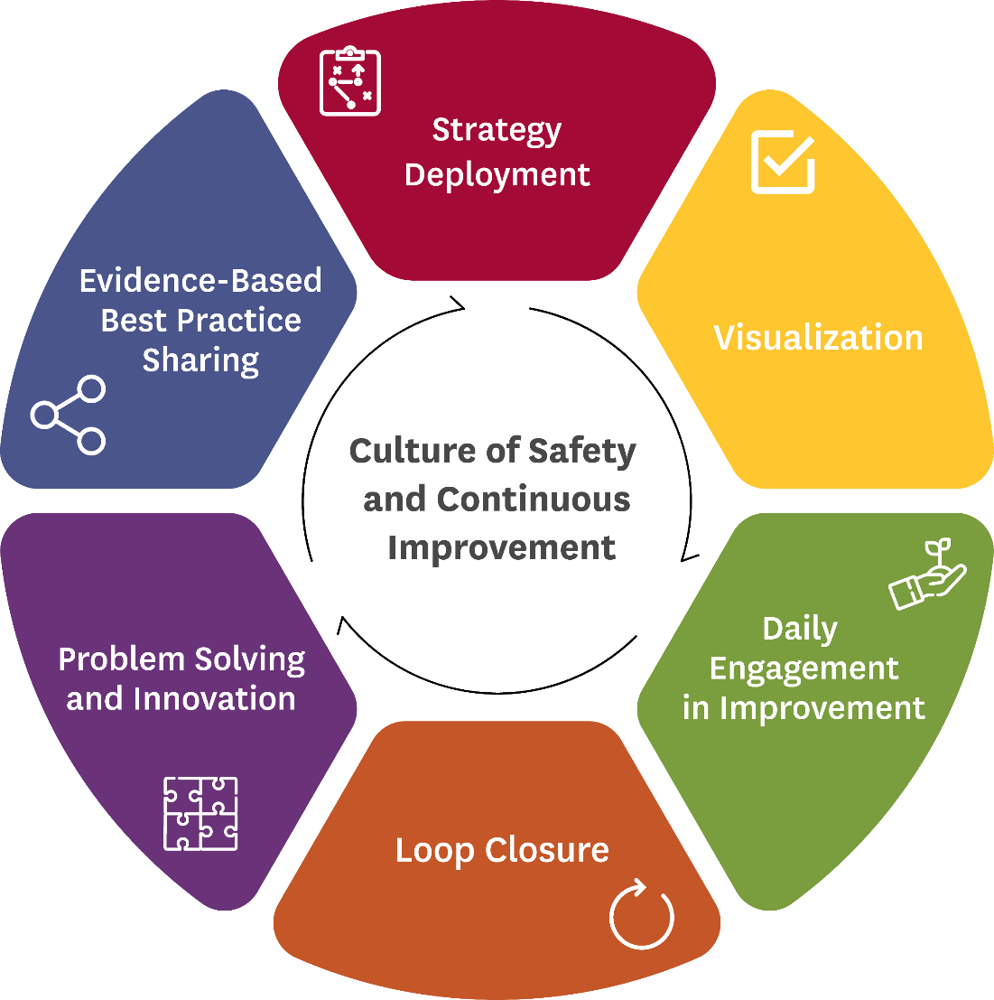 Strategy
Deployment
Visualization
Daily
Engagement
in Improvement
Loop Closure
Problem Solving
and Innovation
Evidence-Based
Best Practice
Sharing
Culture of Safety
and Continuous
Improvement